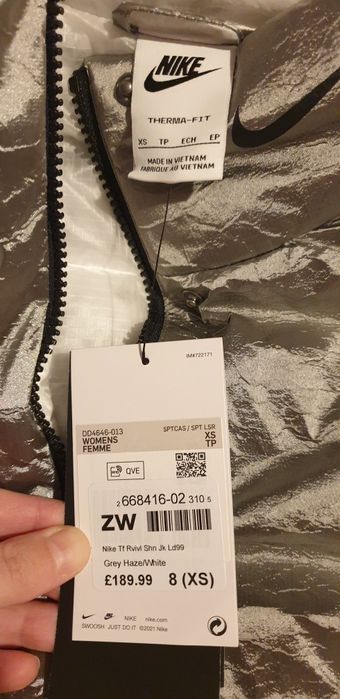 NIKE
THERMA-FIT
XS TP ECH EP
MADE IN VIETNAM
FABRIQUÉ AU VIETNAM
IM#722171
DD4646-013
WOMENS
FEMME
SPTCAS / SPT LSR
XS
TP
QVE
2 668416-02 310 5
ZW
Nike Tf Rvivl Shn Jk Ld99
Grey Haze/White
£189.99 8 (XS)
NIKE nike.com
SWOOSH JUST DO IT ©2021 Nike